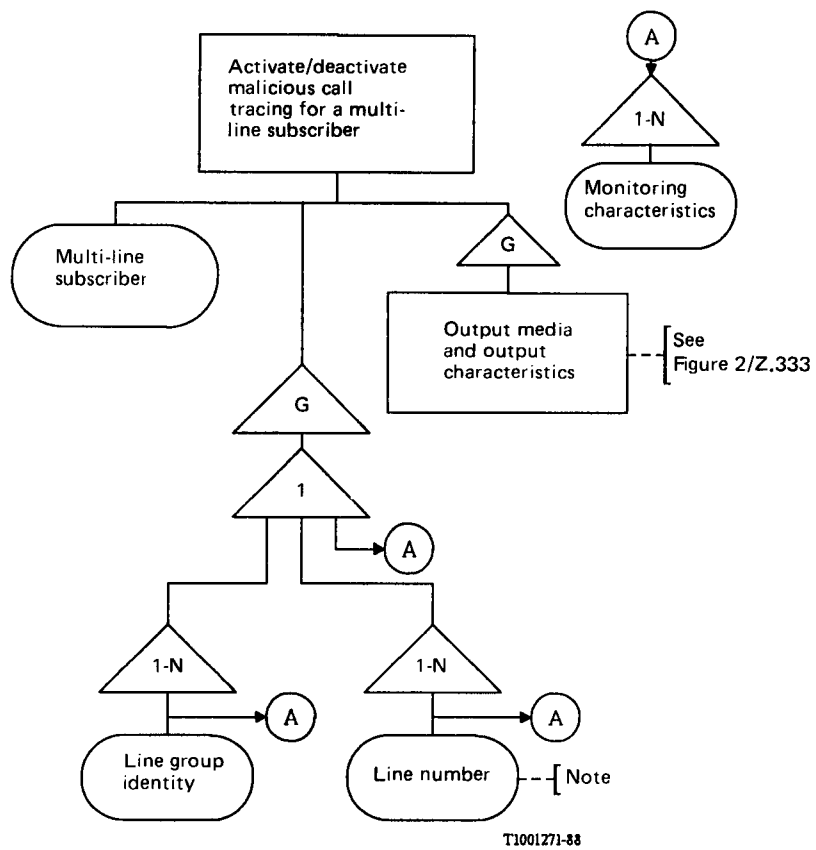 Activate/deactivate
malicious call
tracing for a multi-
line subscriber
A
1-N
Monitoring
characteristics
Multi-line
subscriber
G
Output media
and output
characteristics
See
Figure 2/Z.333
G
1
A
1-N
1-N
A
A
Line group
identity
Line number
Note
T1001271-88